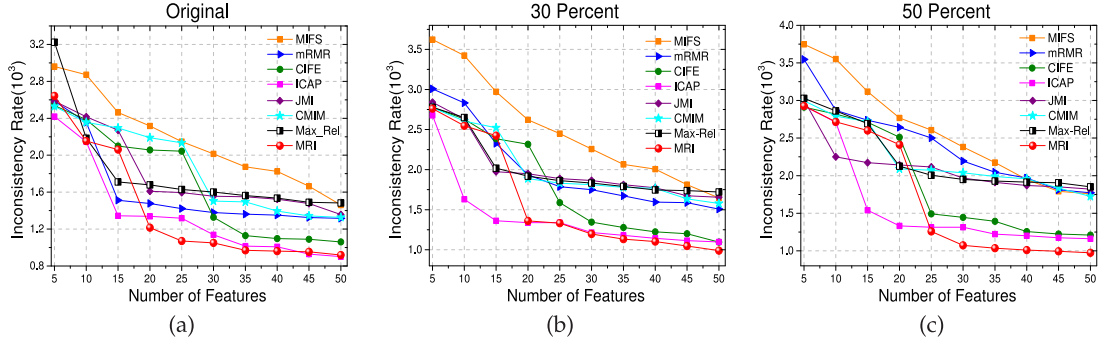 Original
Inconsistency Rate(10⁻³)
3.2
2.8
2.4
2.0
1.6
1.2
0.8
5 10 15 20 25 30 35 40 45 50
Number of Features
MIFS
mRMR
CIFE
ICAP
JMI
CMIM
Max_Rel
MRI
(a)
30 Percent
Inconsistency Rate(10⁻³)
3.5
3.0
2.5
2.0
1.5
1.0
5 10 15 20 25 30 35 40 45 50
Number of Features
MIFS
mRMR
CIFE
ICAP
JMI
CMIM
Max-Rel
MRI
(b)
50 Percent
Inconsistency Rate(10⁻³)
4.0
3.5
3.0
2.5
2.0
1.5
1.0
5 10 15 20 25 30 35 40 45 50
Number of Features
MIFS
mRMR
CIFE
ICAP
JMI
CMIM
Max-Rel
MRI
(c)